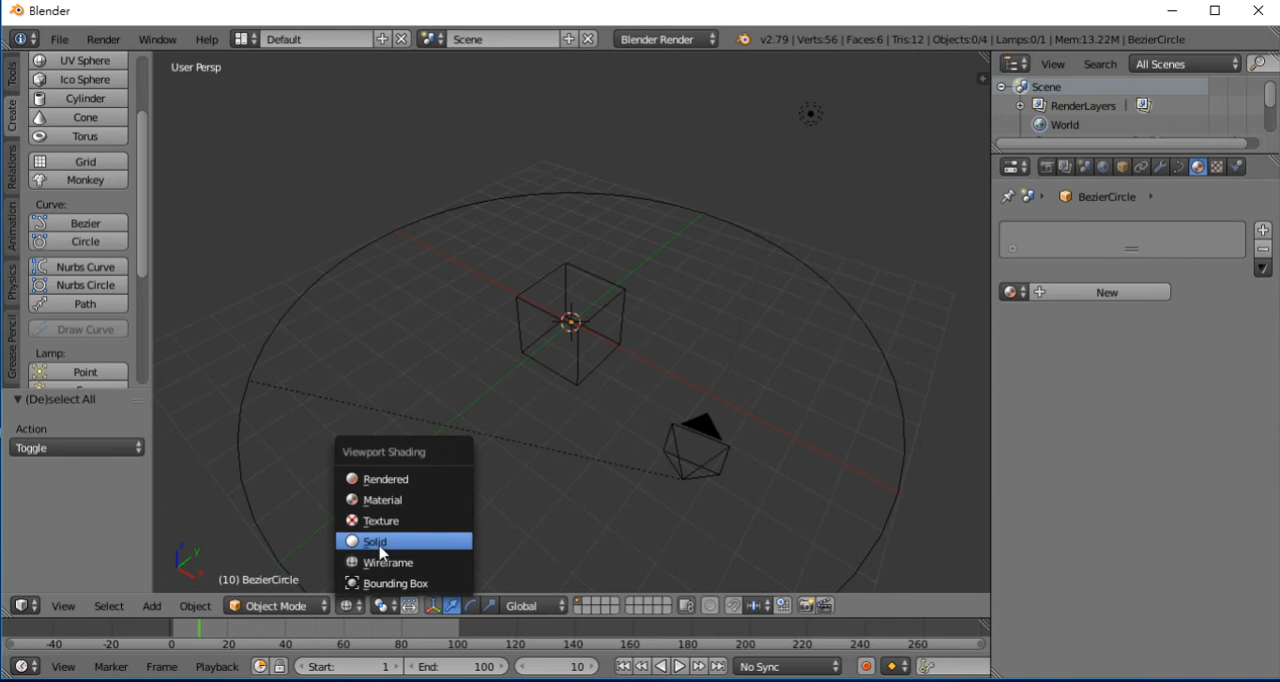 Blender
File Render Window Help Default Scene Blender Render v2.79 | Verts:56 | Faces:6 | Tris:12 | Objects:0/4 | Lamps:0/1 | Mem:13.22M | BezierCircle
Tools
Create
Relations
Animation
Physics
Grease Pencil
UV Sphere
Ico Sphere
Cylinder
Cone
Torus
Grid
Monkey
Curve:
Bezier
Circle
Nurbs Curve
Nurbs Circle
Path
Draw Curve
Lamp:
Point
(De)select All
Action
Toggle
User Persp
Viewport Shading
Rendered
Material
Texture
Solid
Wireframe
Bounding Box
z y x
(10) BezierCircle
View Select Add Object Object Mode Global
-40 -20 0 20 40 60 80 100 120 140 160 180 200 220 240 260
View Marker Frame Playback Start: 1 End: 100 10 No Sync
View Search All Scenes
Scene
RenderLayers
World
BezierCircle
New